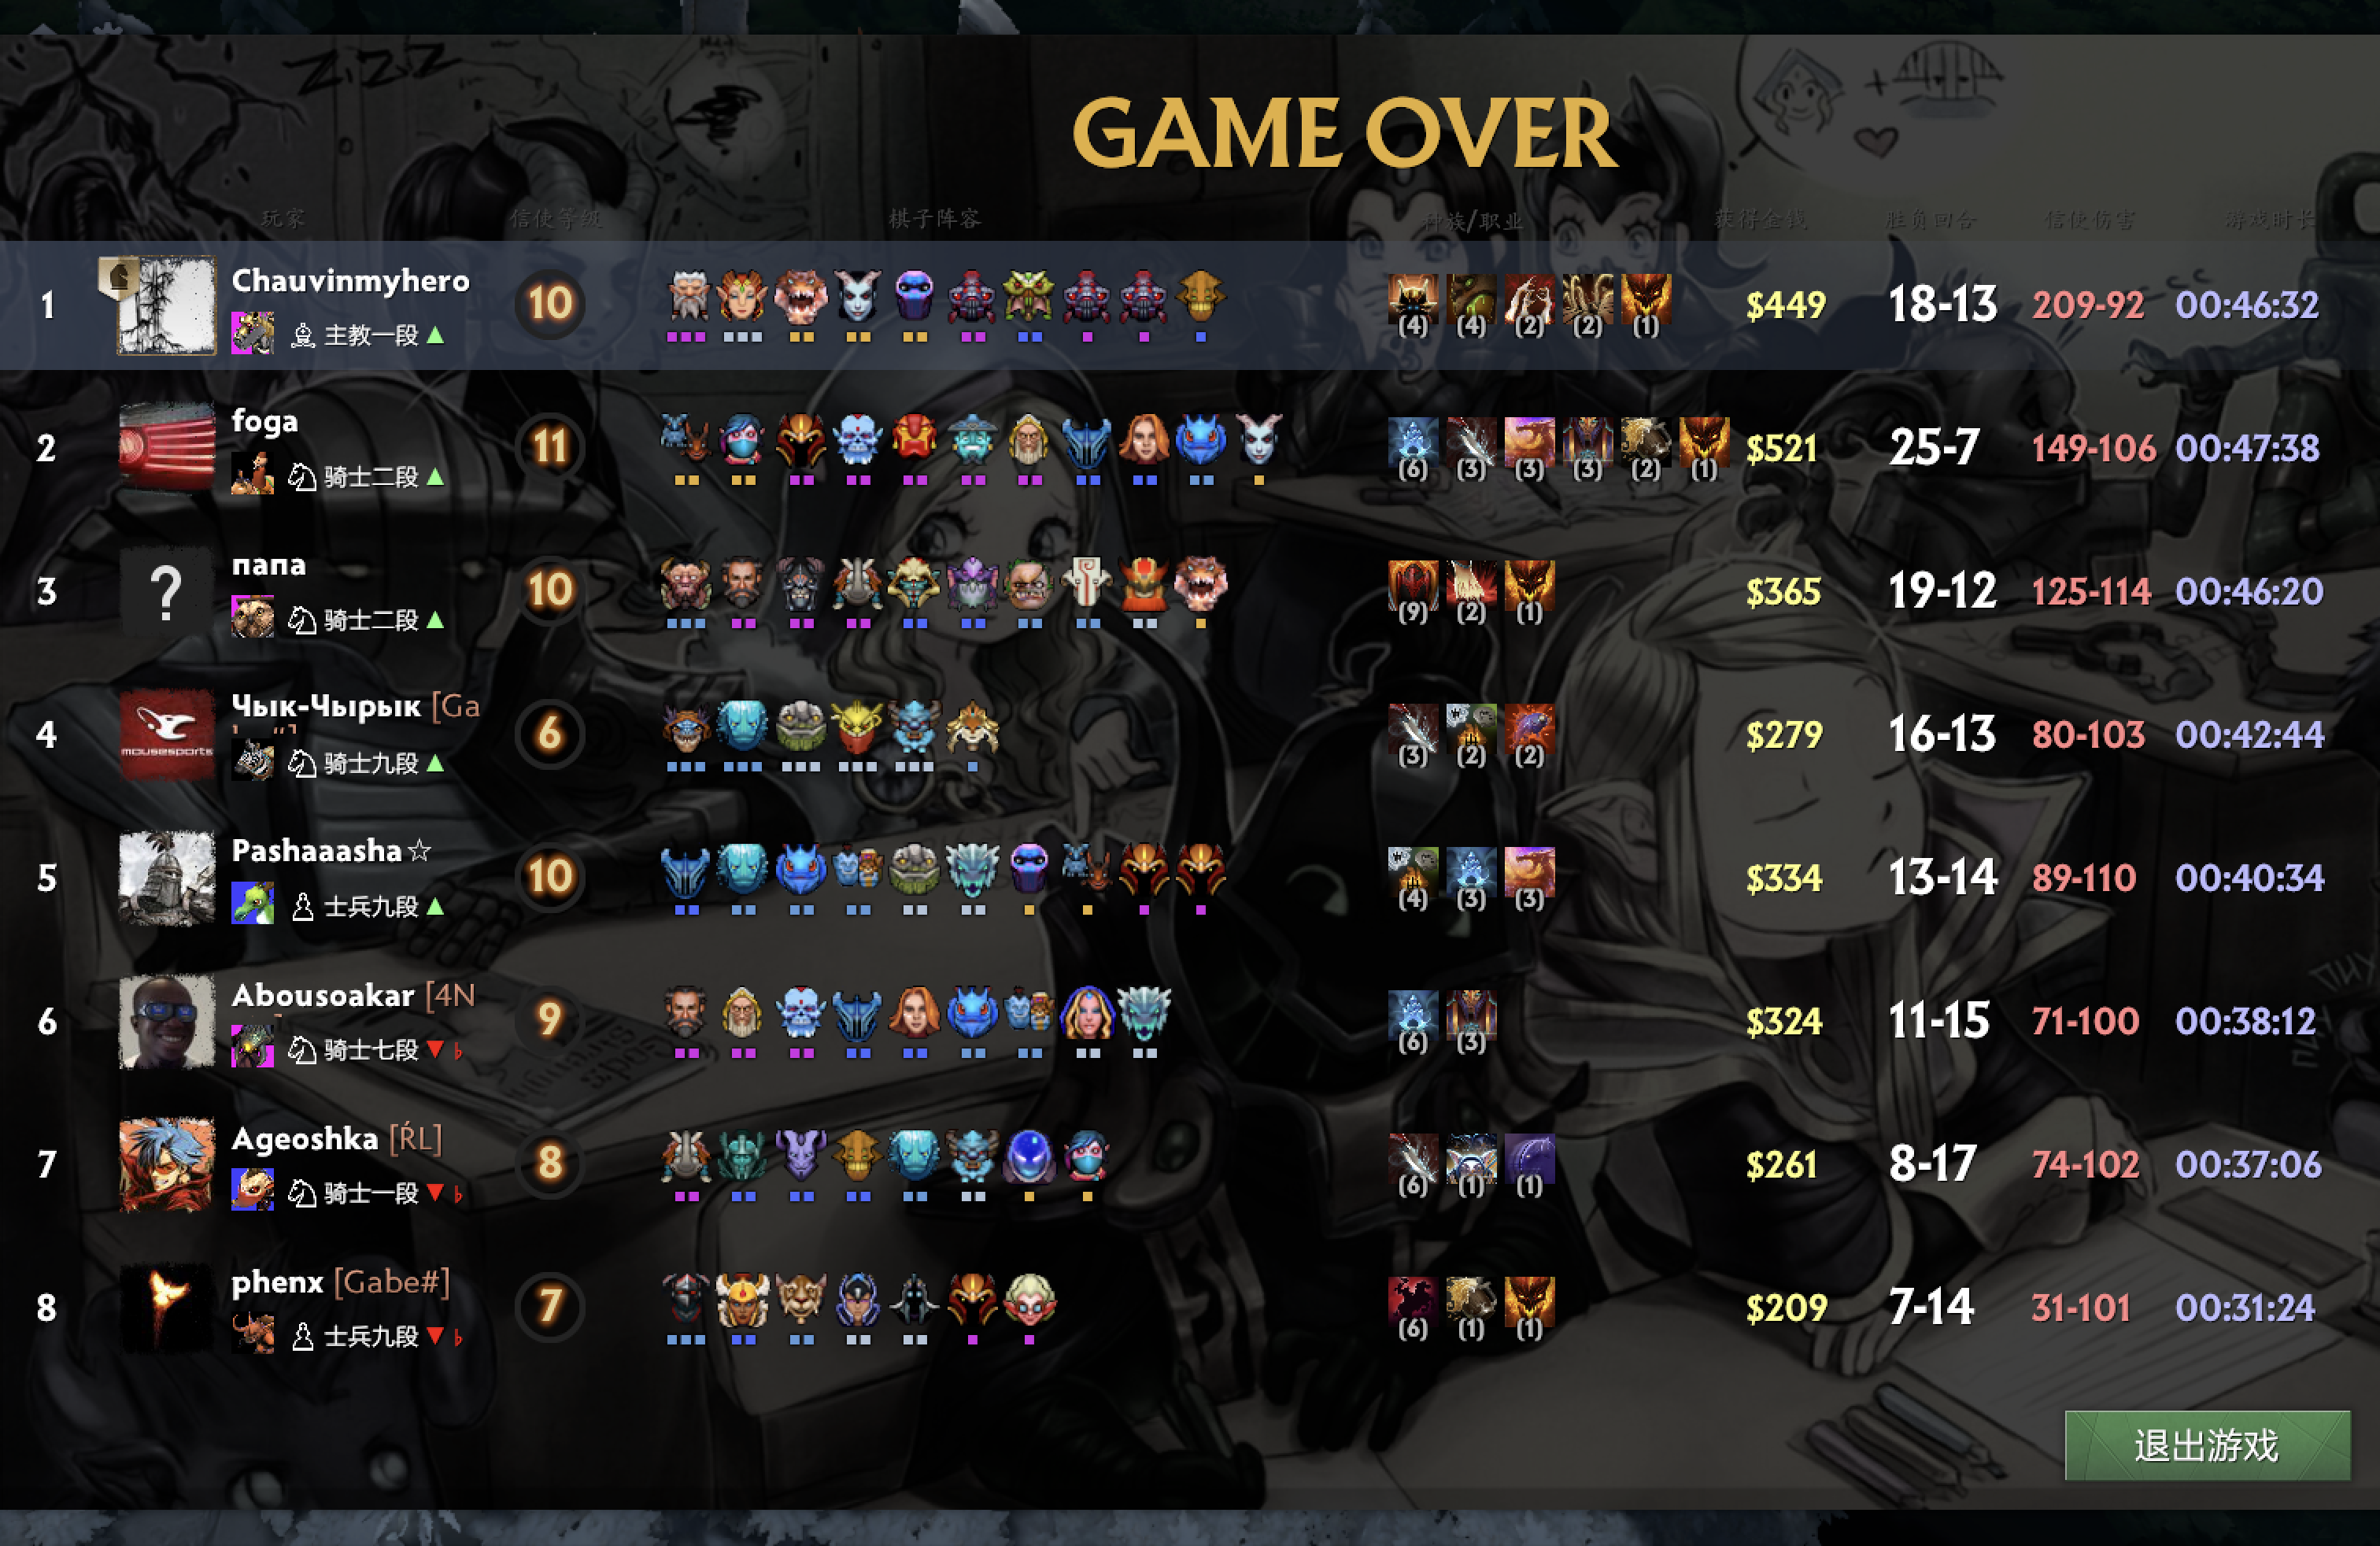 ZiZiZ
GAME OVER
玩家 信使等级 棋子阵容 种族/职业 获得金钱 胜负回合 信使伤害 游戏时长
1 Chauvinmyhero 10 (4) (4) (2) (2) (1) $449 18-13 209-92 00:46:32
主教一段
2 foga 11 (6) (3) (3) (3) (2) (1) $521 25-7 149-106 00:47:38
骑士二段
3 ? папа 10 (9) (2) (1) $365 19-12 125-114 00:46:20
骑士二段
4 mousesports Чык-Чырык [Ga 6 (3) (2) (2) $279 16-13 80-103 00:42:44
骑士九段
5 Pashaaasha☆ 10 (4) (3) (3) $334 13-14 89-110 00:40:34
士兵九段
6 Abousoakar [4N 9 (6) (3) $324 11-15 71-100 00:38:12
骑士七段
7 Ageoshka [ŔL] 8 (6) (1) (1) $261 8-17 74-102 00:37:06
骑士一段
8 phenx [Gabe#] 7 (6) (1) (1) $209 7-14 31-101 00:31:24
士兵九段
退出游戏